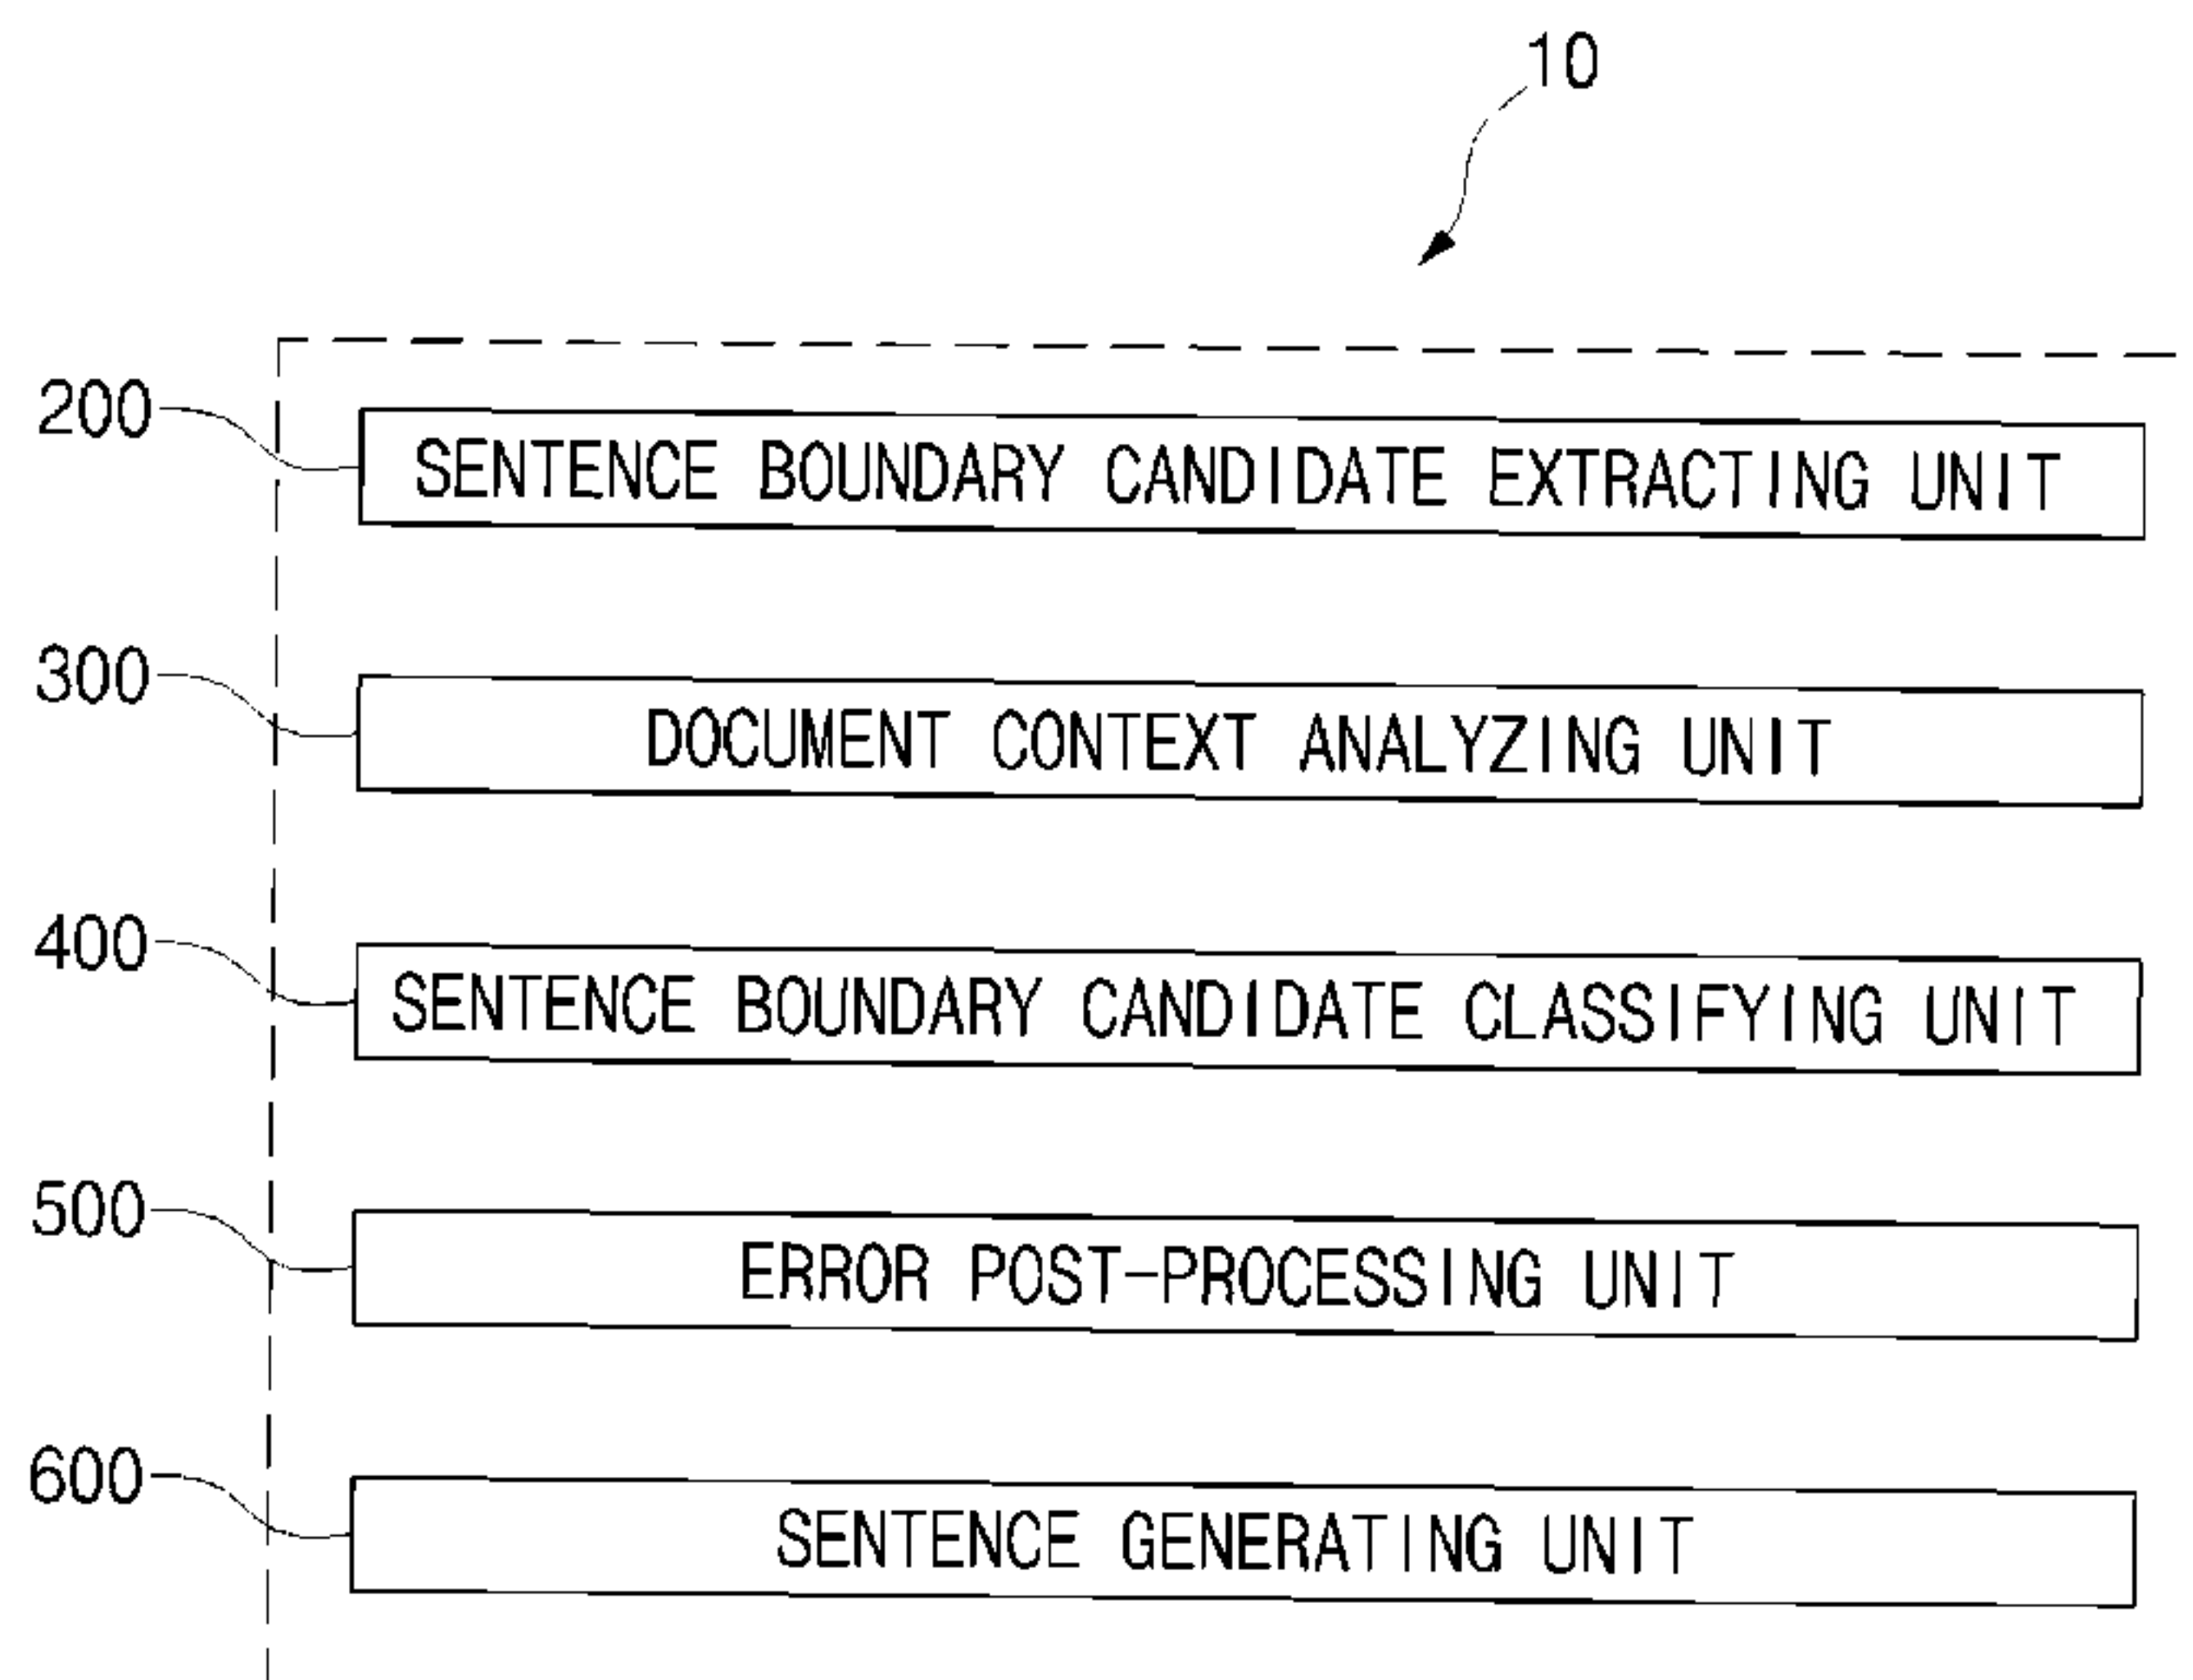 10
200
SENTENCE BOUNDARY CANDIDATE EXTRACTING UNIT
300
DOCUMENT CONTEXT ANALYZING UNIT
400
SENTENCE BOUNDARY CANDIDATE CLASSIFYING UNIT
500
ERROR POST-PROCESSING UNIT
600
SENTENCE GENERATING UNIT